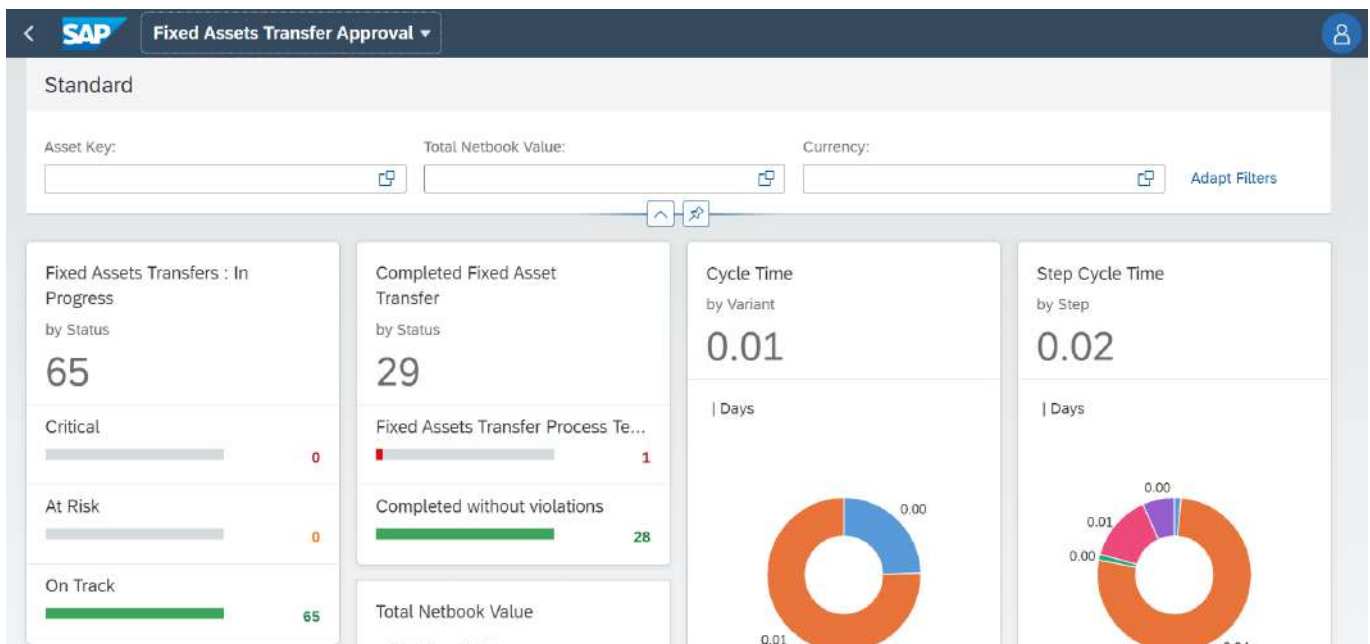 SAP
Fixed Assets Transfer Approval
Standard
Asset Key:
Total Netbook Value:
Currency:
Adapt Filters
Fixed Assets Transfers : In
Progress
by Status
65
Critical
0
At Risk
0
On Track
65
Completed Fixed Asset
Transfer
by Status
29
Fixed Assets Transfer Process Te...
1
Completed without violations
28
Total Netbook Value
Cycle Time
by Variant
0.01
| Days
0.00
0.01
Step Cycle Time
by Step
0.02
| Days
0.00
0.01
0.00